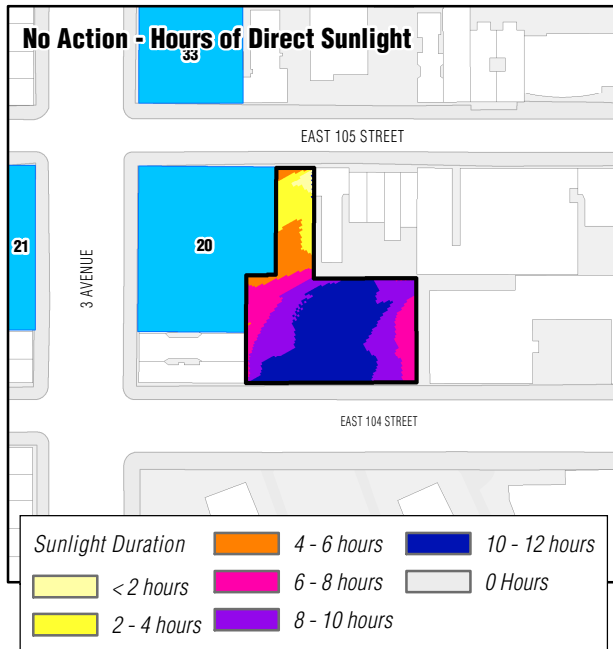 No Action - Hours of Direct Sunlight
33
EAST 105 STREET
21
3 AVENUE
20
EAST 104 STREET
Sunlight Duration
< 2 hours
2 - 4 hours
4 - 6 hours
6 - 8 hours
8 - 10 hours
10 - 12 hours
0 Hours